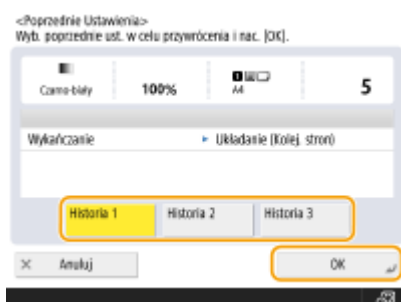 <Poprzednie Ustawienia>
Wyb. poprzednie ust. w celu przywrócenia i nac. [OK].
Czarno-biały 100% 1 A4 5
Wykańczanie ▸ Układanie (Kolej. stron)
Historia 1 Historia 2 Historia 3
× Anuluj OK